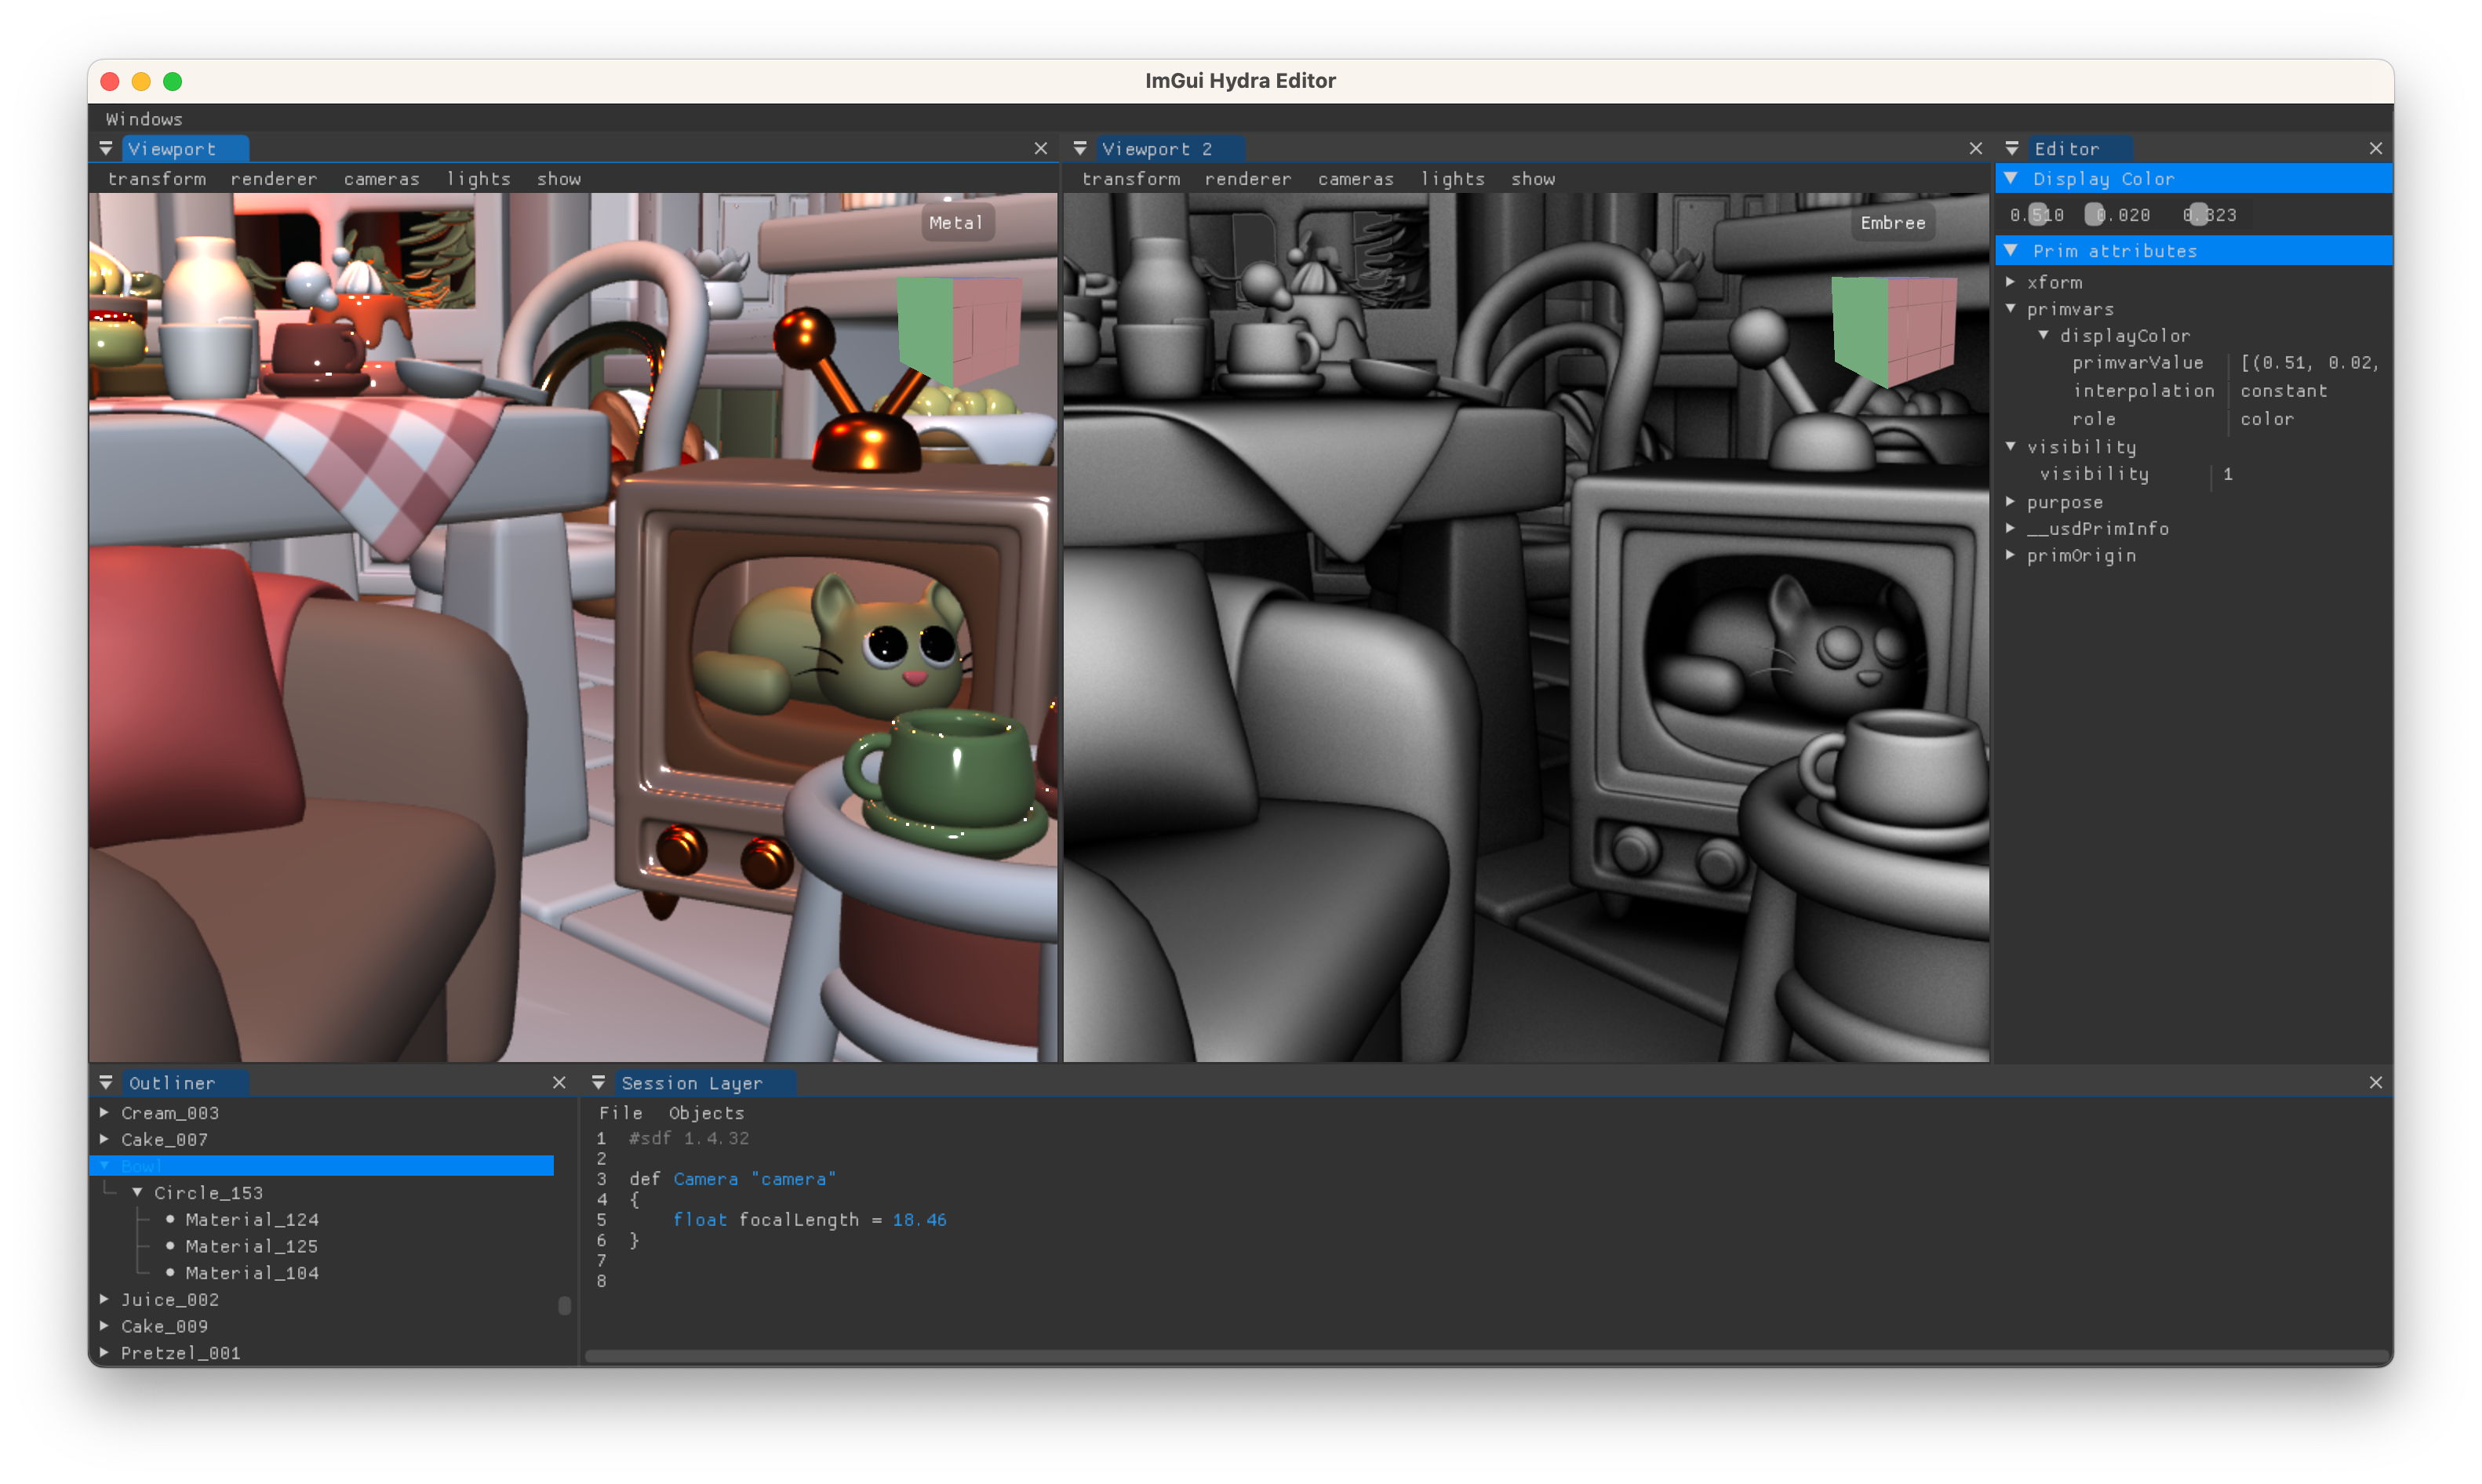 ImGui Hydra Editor
Windows
Viewport
transform renderer cameras lights show
Metal
Viewport 2
transform renderer cameras lights show
Embree
Editor
Display Color
0.510 0.020 0.323
Prim attributes
xform
primvars
displayColor
primvarValue [(0.51, 0.02,
interpolation constant
role color
visibility
visibility 1
purpose
__usdPrimInfo
primOrigin
Outliner
Cream_003
Cake_007
Bowl
Circle_153
Material_124
Material_125
Material_104
Juice_002
Cake_009
Pretzel_001
Session Layer
File Objects
1 #sdf 1.4.32
2
3 def Camera "camera"
4 {
5 float focalLength = 18.46
6 }
7
8